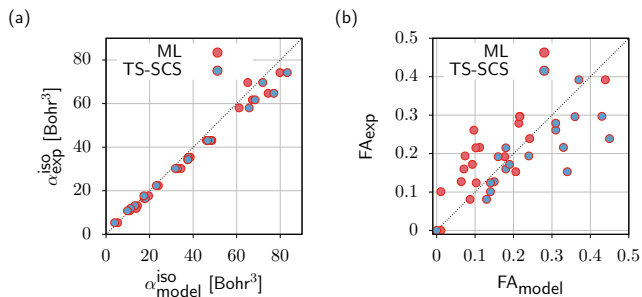 (a)
ML
TS-SCS
80
60
40
20
0
0 20 40 60 80
α^iso_exp [Bohr³]
α^iso_model [Bohr³]
(b)
ML
TS-SCS
0.5
0.4
0.3
0.2
0.1
0.0
0.0 0.1 0.2 0.3 0.4 0.5
FA_exp
FA_model